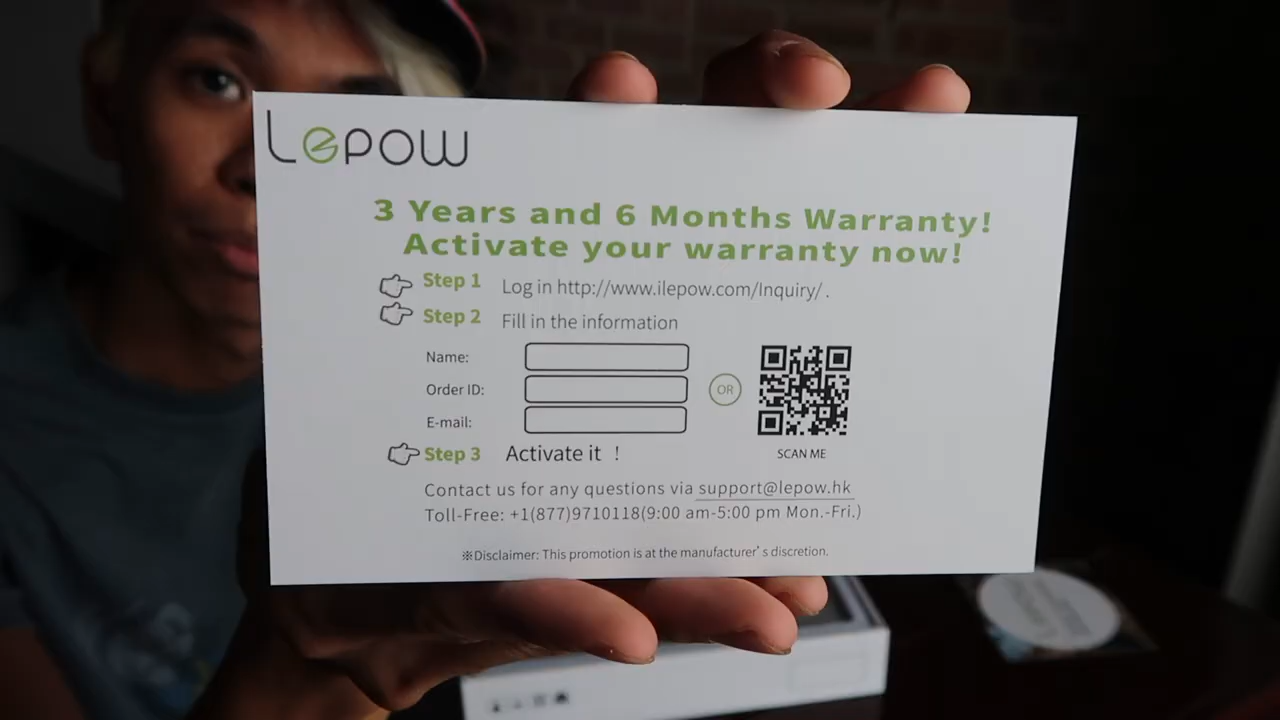 Lepow
3 Years and 6 Months Warranty!
Activate your warranty now!
Step 1 Log in http://www.ilepow.com/Inquiry/ .
Step 2 Fill in the information
Name:
Order ID:
E-mail:
OR
SCAN ME
Step 3 Activate it !
Contact us for any questions via support@lepow.hk
Toll-Free: +1(877)9710118(9:00 am-5:00 pm Mon.-Fri.)
※Disclaimer: This promotion is at the manufacturer's discretion.